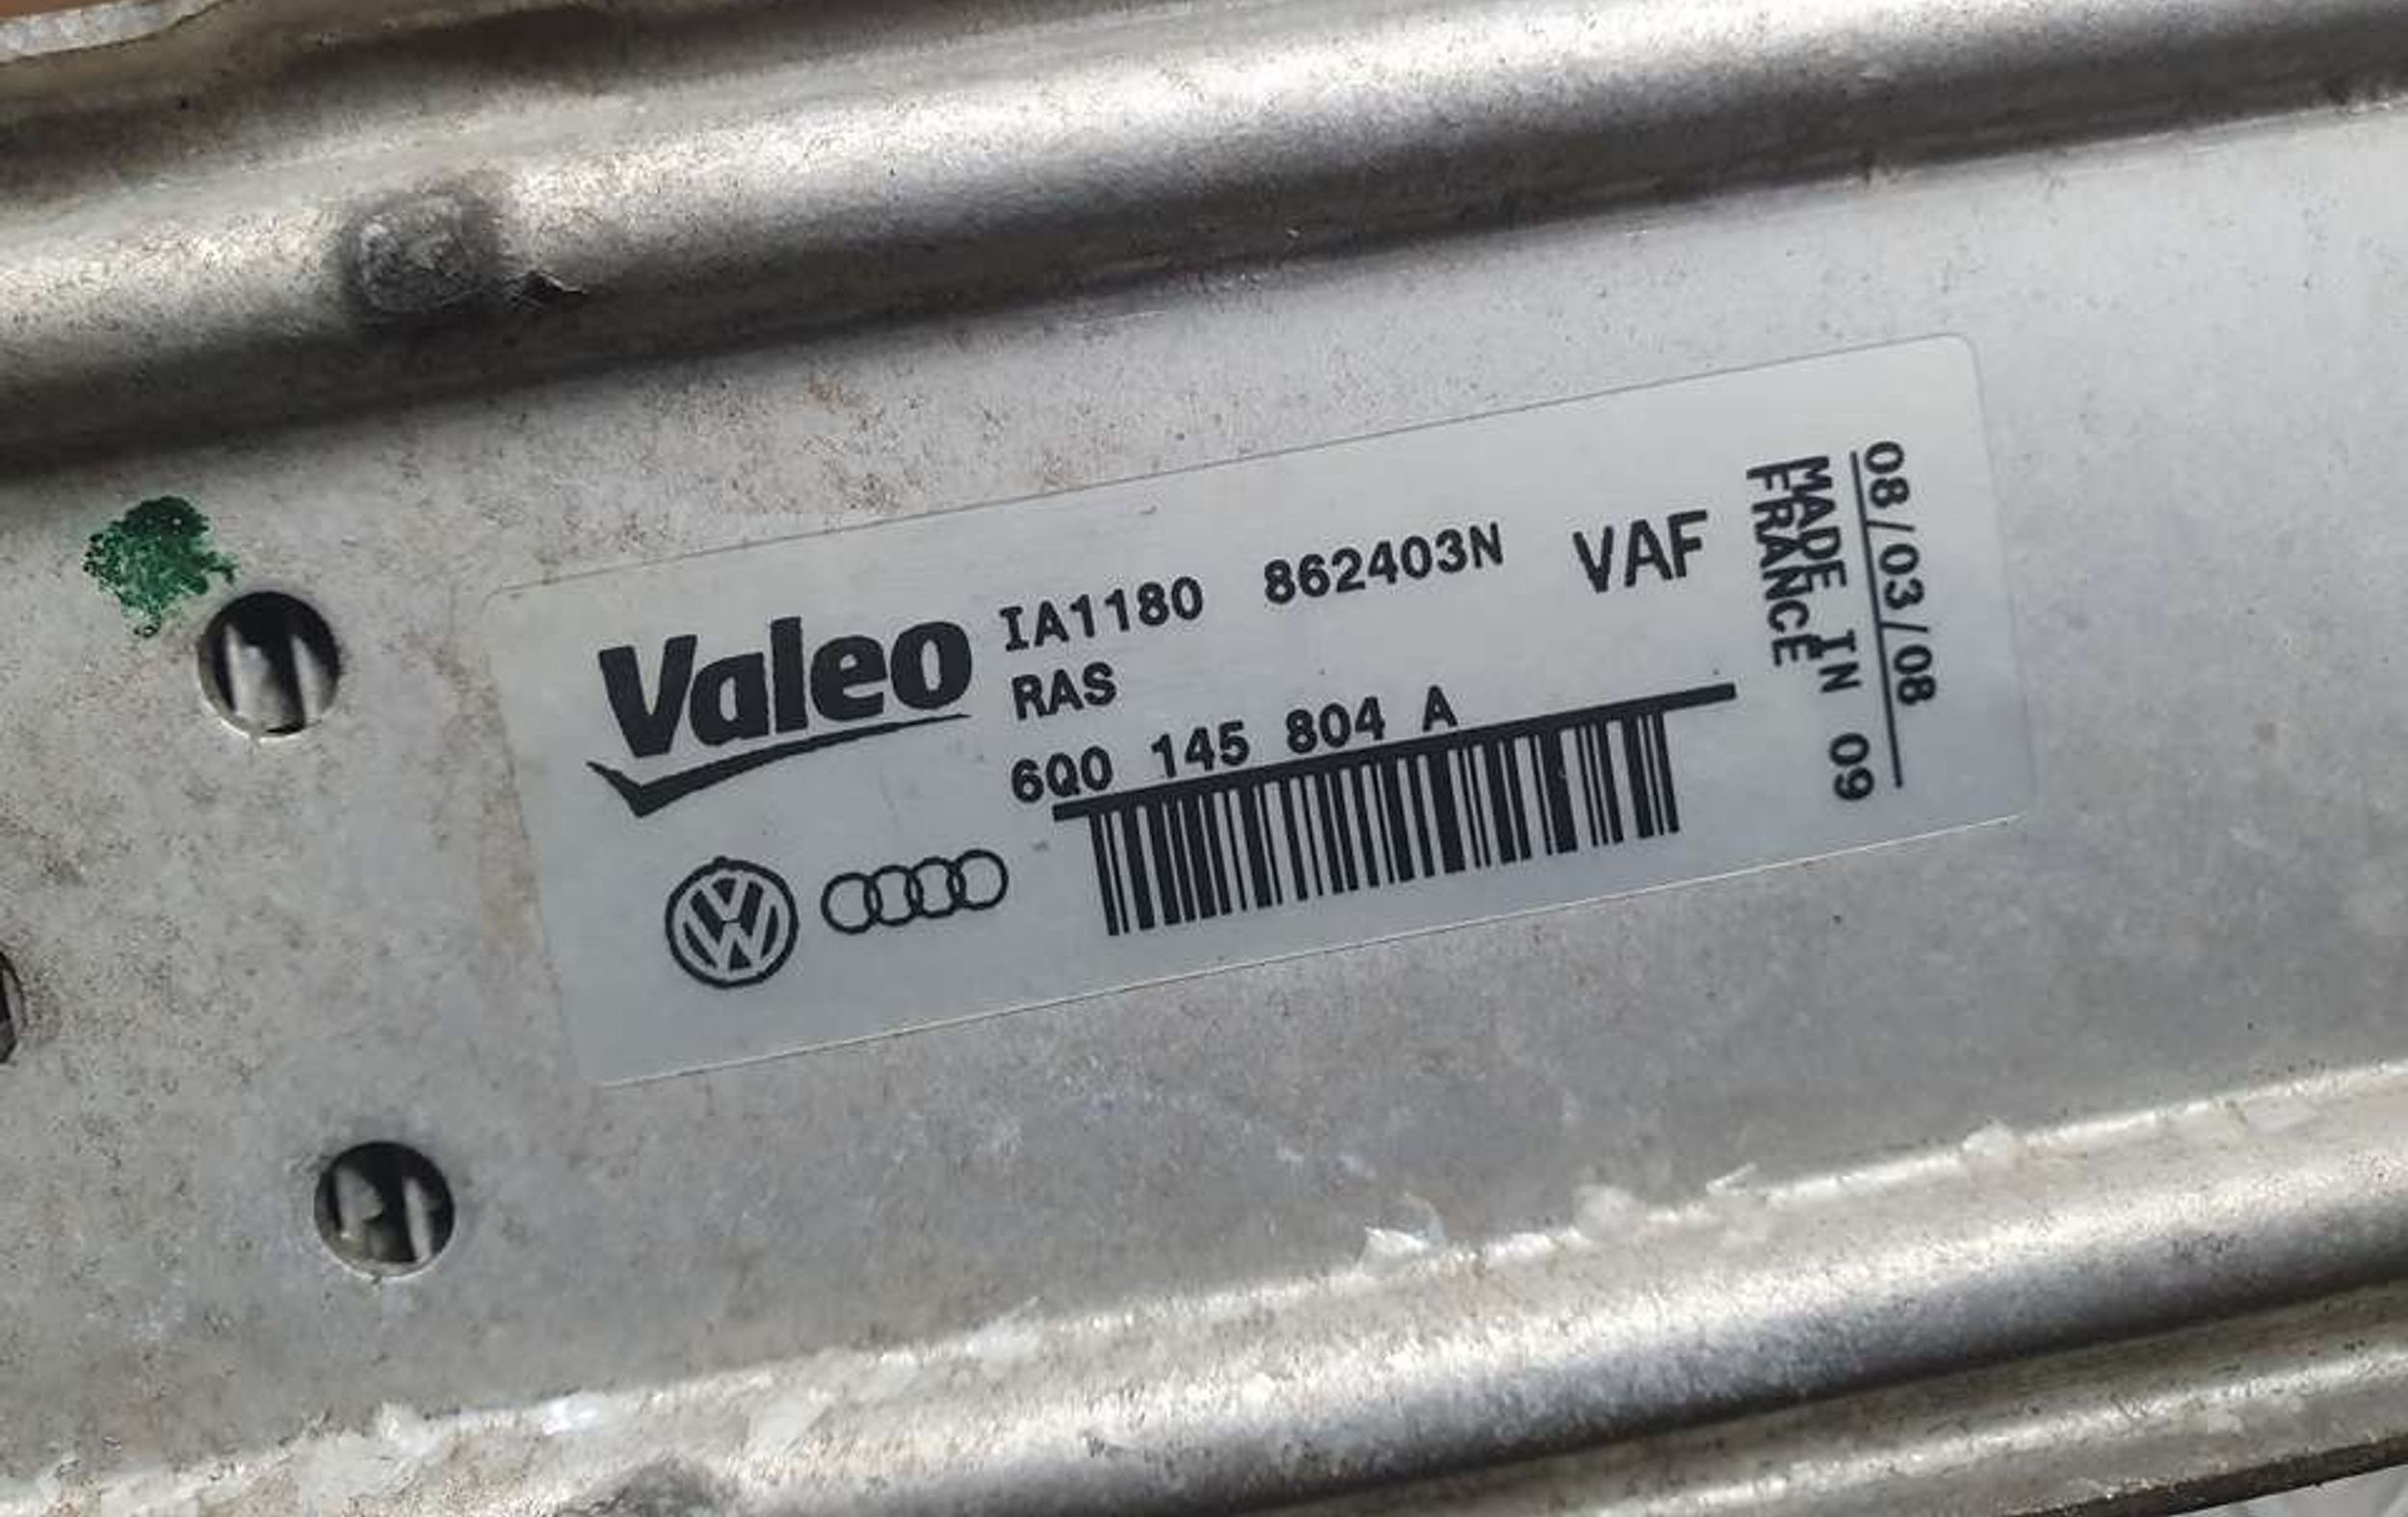 Valeo
IA1180 862403N VAF
RAS
6Q0 145 804 A
08/03/08
MADE IN 09
FRANCE